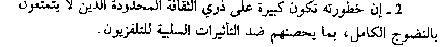 2 - إن خطورته تكون كبيرة على ذوي الثقافة المحدودة الذين لا يتمتعون
بالنضوج الكامل، بما يحصنهم ضد التأثيرات السلبية للتلفزيون.